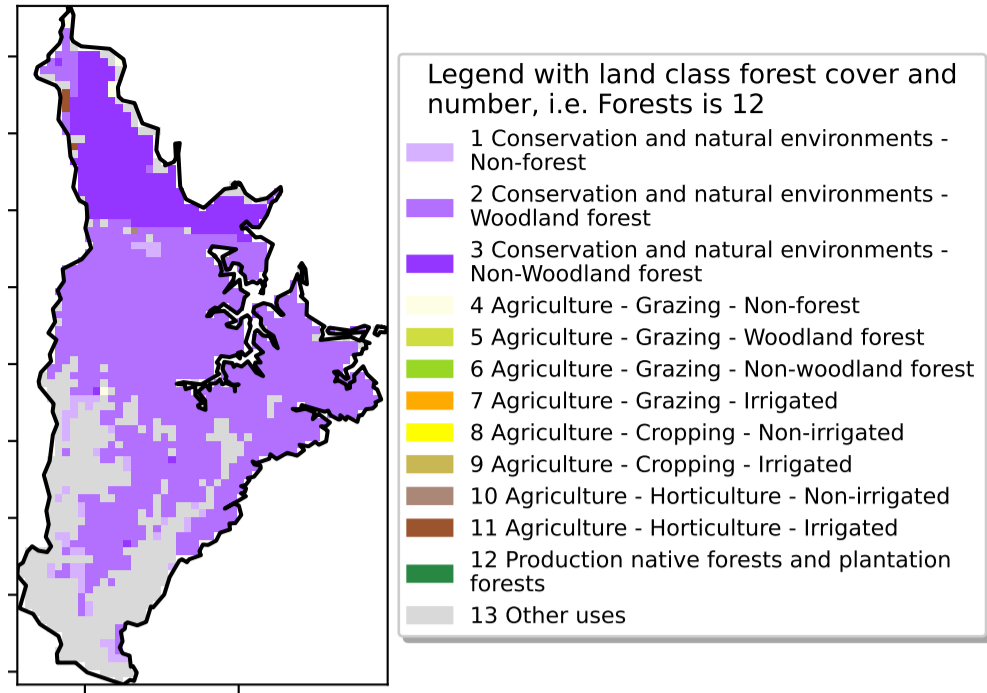 Legend with land class forest cover and
number, i.e. Forests is 12
1 Conservation and natural environments -
Non-forest
2 Conservation and natural environments -
Woodland forest
3 Conservation and natural environments -
Non-Woodland forest
4 Agriculture - Grazing - Non-forest
5 Agriculture - Grazing - Woodland forest
6 Agriculture - Grazing - Non-woodland forest
7 Agriculture - Grazing - Irrigated
8 Agriculture - Cropping - Non-irrigated
9 Agriculture - Cropping - Irrigated
10 Agriculture - Horticulture - Non-irrigated
11 Agriculture - Horticulture - Irrigated
12 Production native forests and plantation
forests
13 Other uses